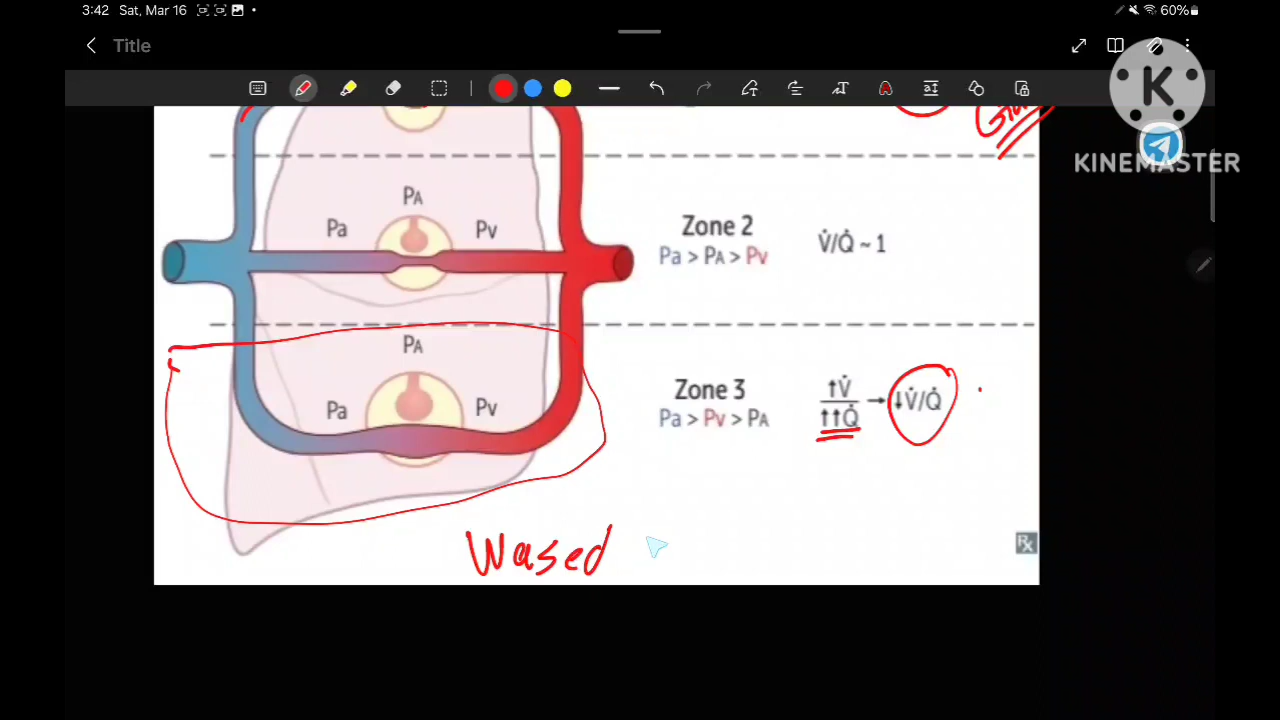 3:42 Sat, Mar 16 60%
Title
KINEMASTER
PA
Pa Pv
Zone 2
Pa > PA > Pv
V̇/Q̇ ~ 1
PA
Pa Pv
Zone 3
Pa > Pv > PA
↑V̇
↑↑Q̇
→ ↓V̇/Q̇
Wased
Rx